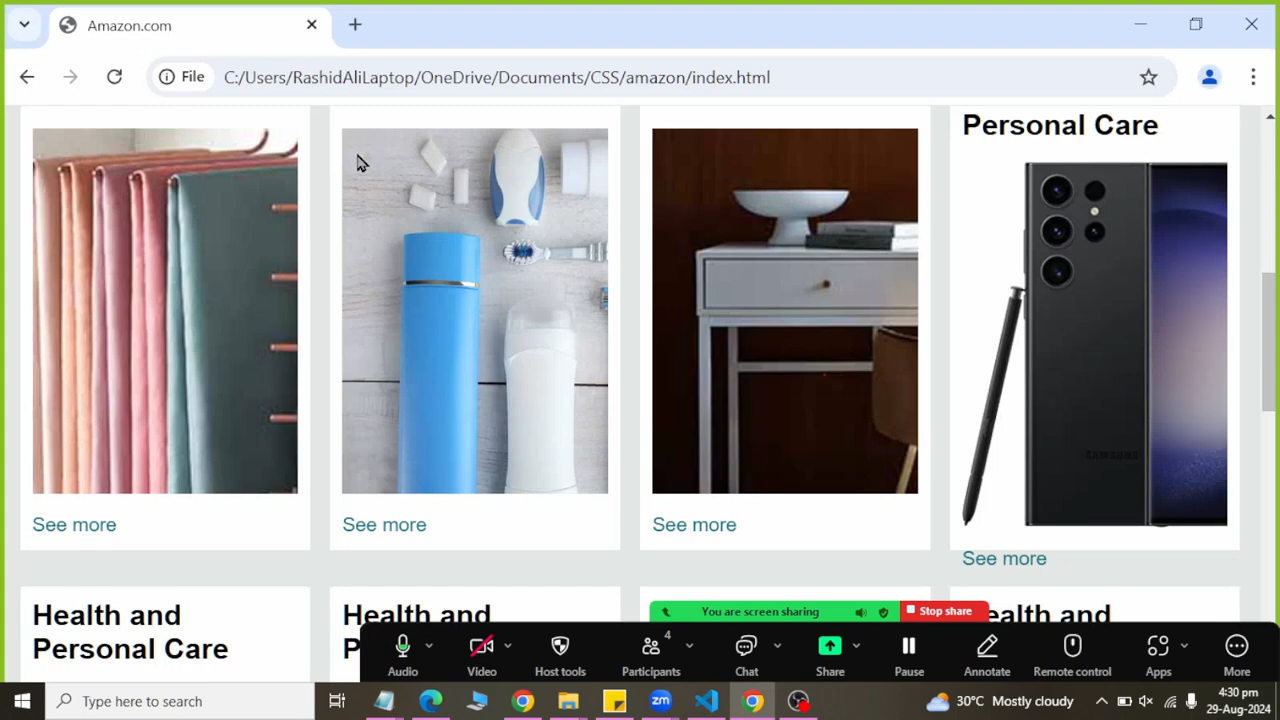 Amazon.com
File
C:/Users/RashidAliLaptop/OneDrive/Documents/CSS/amazon/index.html
Personal Care
SAMSUNG
See more
See more
See more
See more
Health and
Personal Care
Health and
ealth and
You are screen sharing
Stop share
Audio
Video
Host tools
4
Participants
Chat
Share
Pause
Annotate
Remote control
Apps
More
Type here to search
zm
30°C Mostly cloudy
4:30 pm
29-Aug-2024